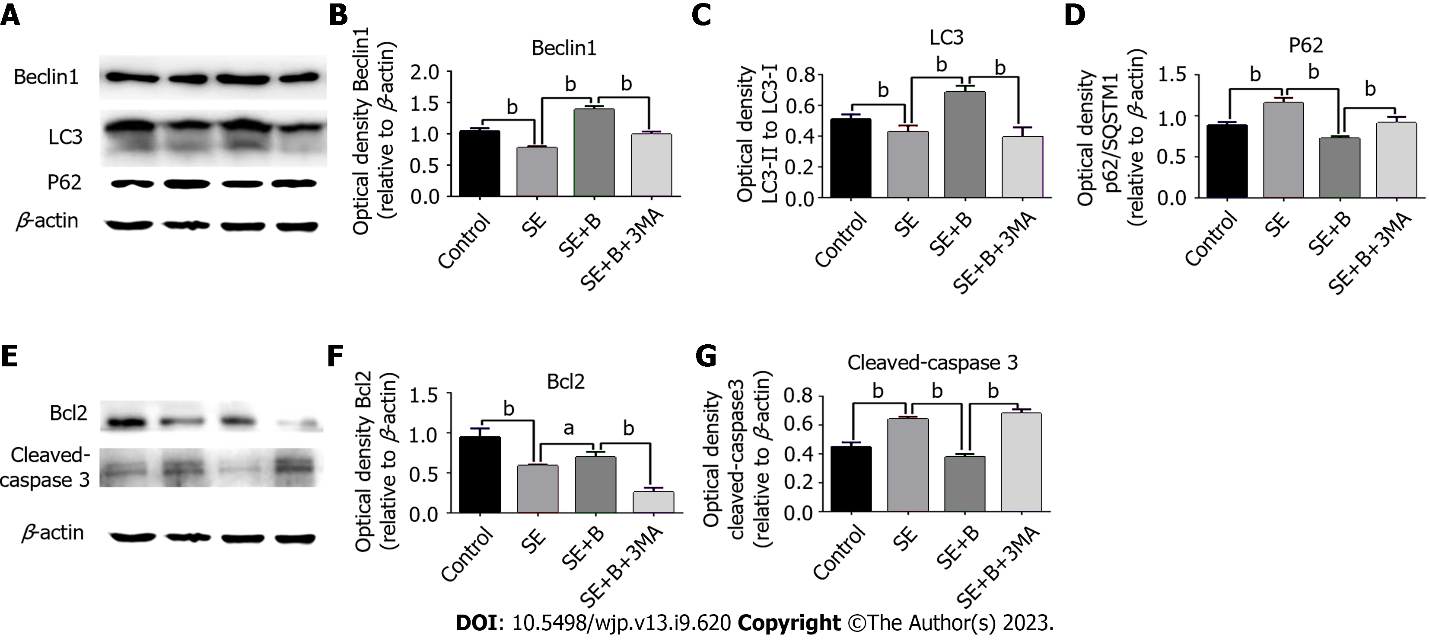 A
Beclin1
LC3
P62
β-actin
B
Beclin1
Optical density Beclin1
(relative to β-actin)
2.0
1.5
1.0
0.5
0.0
b
b
b
Control
SE
SE+B
SE+B+3MA
C
LC3
Optical density
LC3-II to LC3-I
0.8
0.6
0.4
0.2
0.0
b
b
b
Control
SE
SE+B
SE+B+3MA
D
P62
Optical density
p62/SQSTM1
(relative to β-actin)
1.5
1.0
0.5
0.0
b
b
b
Control
SE
SE+B
SE+B+3MA
E
Bcl2
Cleaved-
caspase 3
β-actin
F
Bcl2
Optical density Bcl2
(relative to β-actin)
1.5
1.0
0.5
0.0
b
a
b
Control
SE
SE+B
SE+B+3MA
G
Cleaved-caspase 3
Optical density
cleaved-caspase3
(relative to β-actin)
0.8
0.6
0.4
0.2
0.0
b
b
b
Control
SE
SE+B
SE+B+3MA
DOI: 10.5498/wjp.v13.i9.620 Copyright ©The Author(s) 2023.